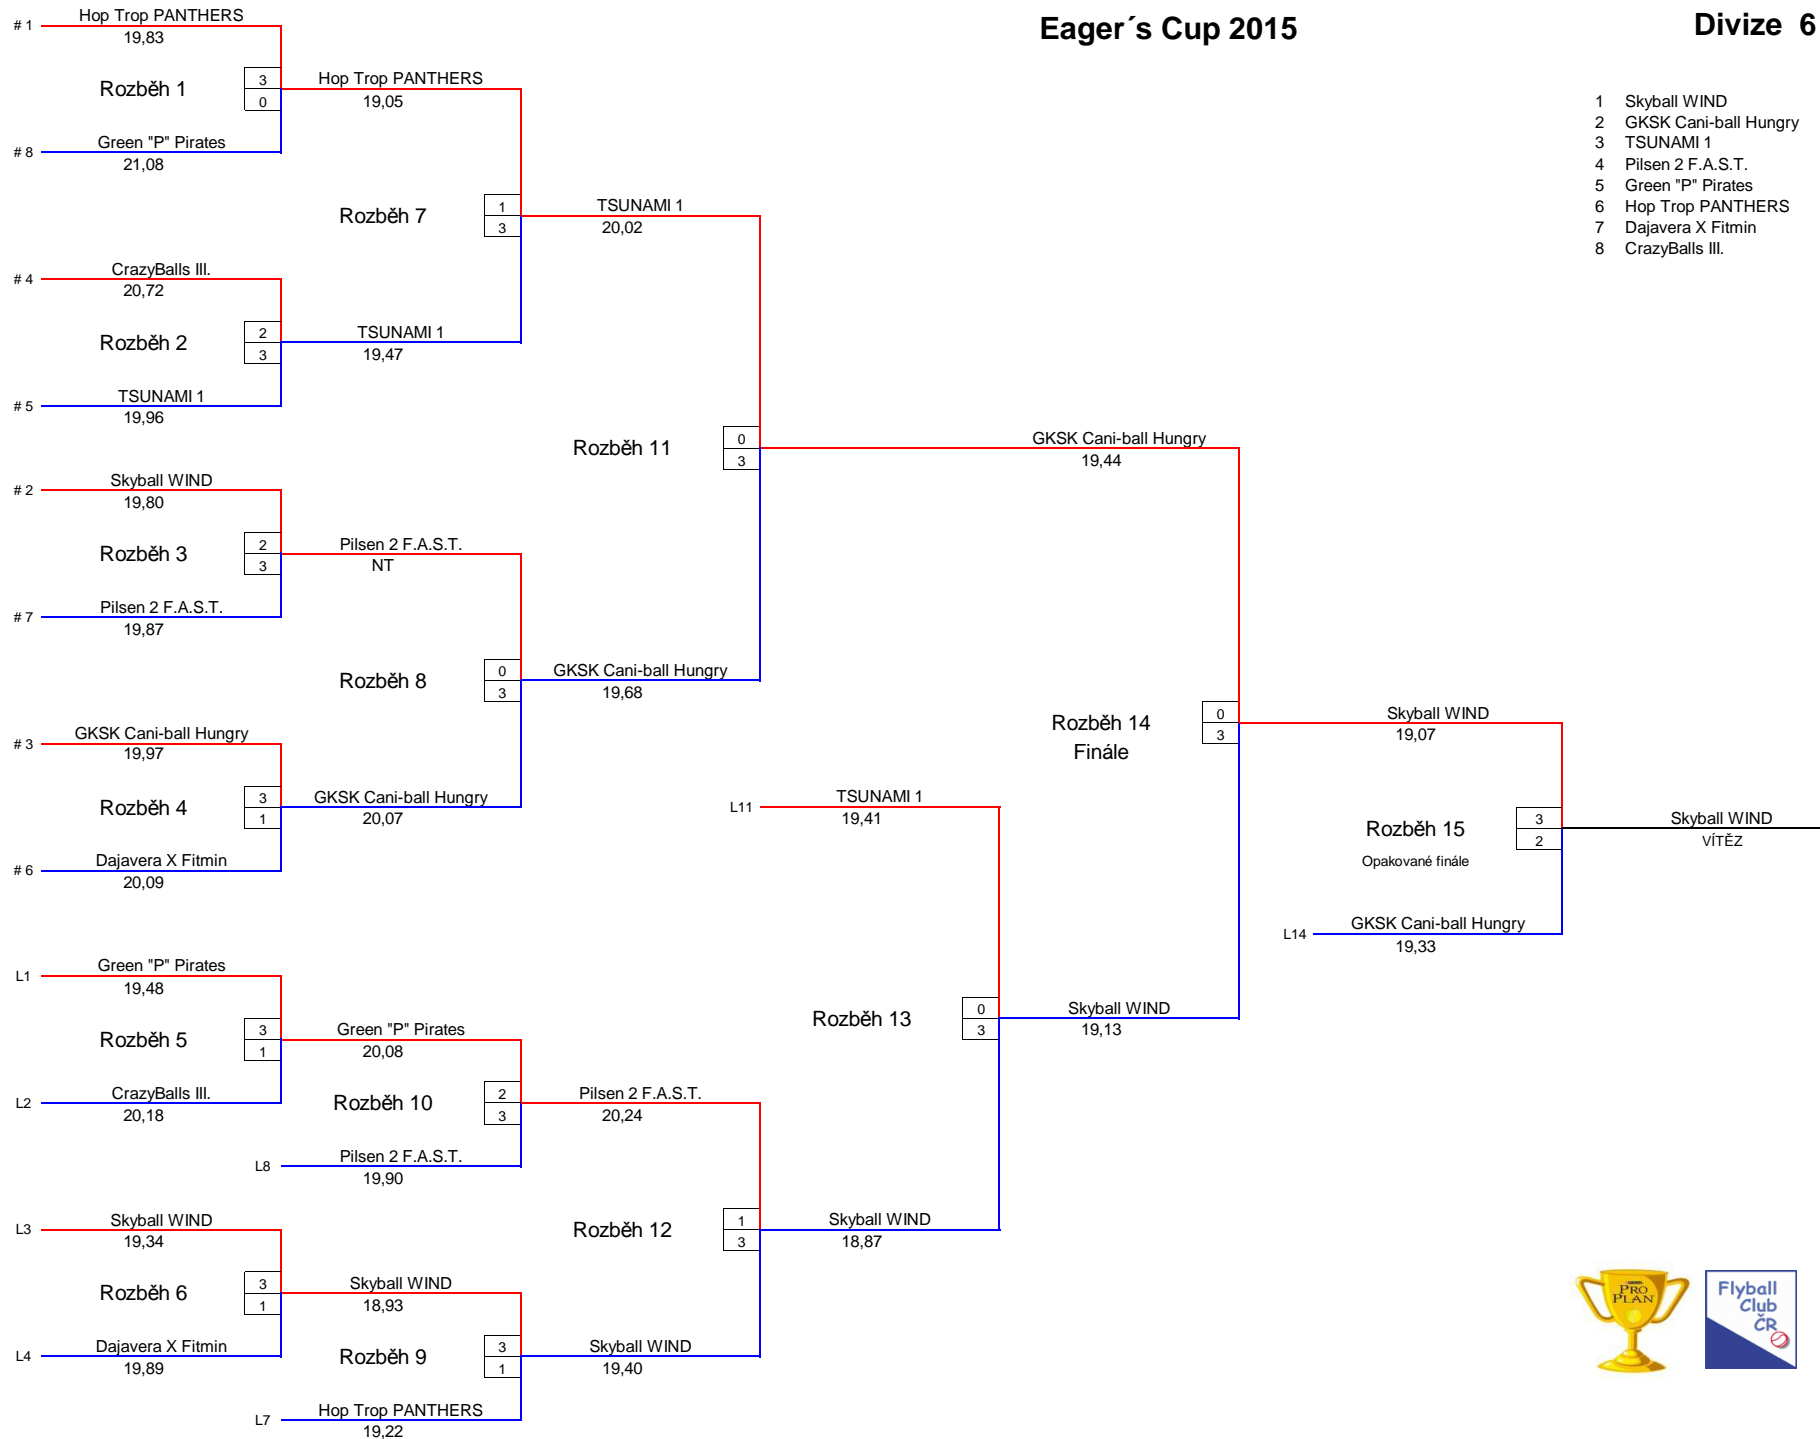 Eager´s Cup 2015
Divize 6
1 Skyball WIND
2 GKSK Cani-ball Hungry
3 TSUNAMI 1
4 Pilsen 2 F.A.S.T.
5 Green "P" Pirates
6 Hop Trop PANTHERS
7 Dajavera X Fitmin
8 CrazyBalls III.
# 1 Hop Trop PANTHERS
19,83
Rozběh 1
3
0
# 8 Green "P" Pirates
21,08
# 4 CrazyBalls III.
20,72
Rozběh 2
2
3
# 5 TSUNAMI 1
19,96
# 2 Skyball WIND
19,80
Rozběh 3
2
3
# 7 Pilsen 2 F.A.S.T.
19,87
# 3 GKSK Cani-ball Hungry
19,97
Rozběh 4
3
1
# 6 Dajavera X Fitmin
20,09
L1 Green "P" Pirates
19,48
Rozběh 5
3
1
L2 CrazyBalls III.
20,18
L3 Skyball WIND
19,34
Rozběh 6
3
1
L4 Dajavera X Fitmin
19,89
Hop Trop PANTHERS
19,05
Rozběh 7
1
3
TSUNAMI 1
19,47
Pilsen 2 F.A.S.T.
NT
Rozběh 8
0
3
GKSK Cani-ball Hungry
20,07
Green "P" Pirates
20,08
Rozběh 10
2
3
L8 Pilsen 2 F.A.S.T.
19,90
Skyball WIND
18,93
Rozběh 9
3
1
L7 Hop Trop PANTHERS
19,22
TSUNAMI 1
20,02
Rozběh 11
0
3
GKSK Cani-ball Hungry
19,68
Pilsen 2 F.A.S.T.
20,24
Rozběh 12
1
3
Skyball WIND
19,40
L11 TSUNAMI 1
19,41
Rozběh 13
0
3
Skyball WIND
18,87
GKSK Cani-ball Hungry
19,44
Rozběh 14
Finále
0
3
Skyball WIND
19,13
Skyball WIND
19,07
Rozběh 15
Opakované finále
3
2
L14 GKSK Cani-ball Hungry
19,33
Skyball WIND
VÍTĚZ
PRO
PLAN
Flyball
Club
ČR